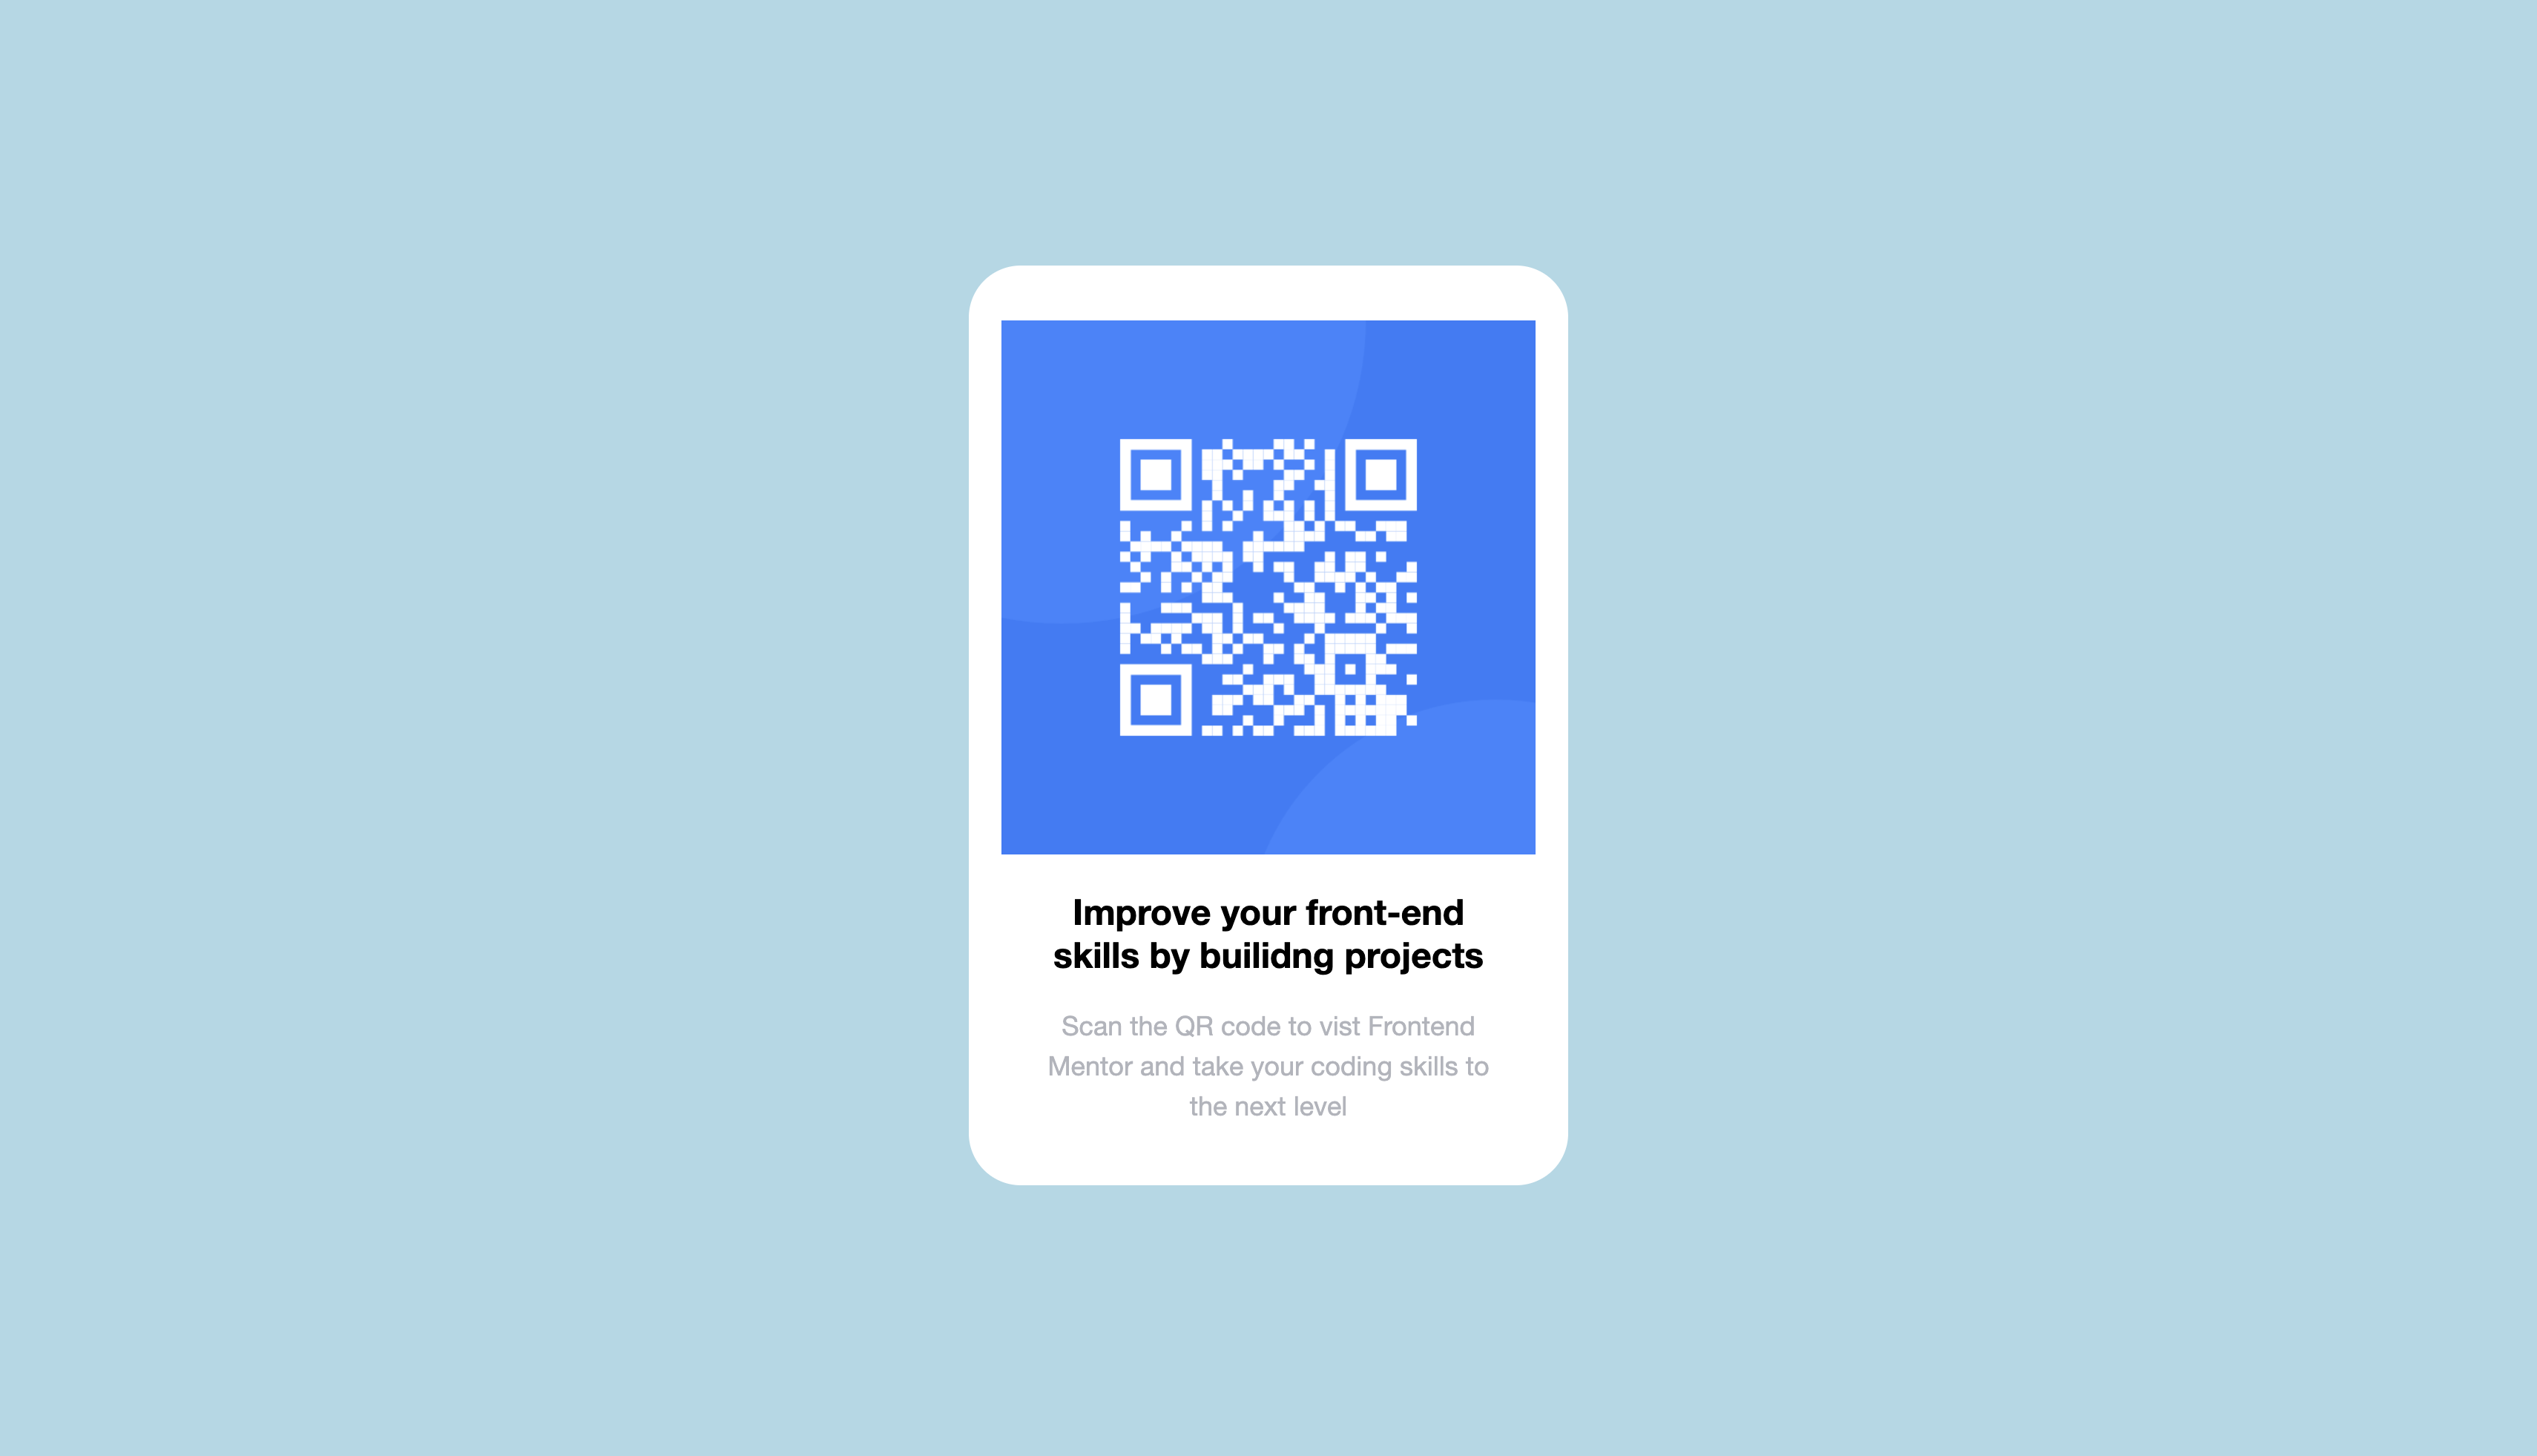 Improve your front-end
skills by builidng projects
Scan the QR code to vist Frontend
Mentor and take your coding skills to
the next level